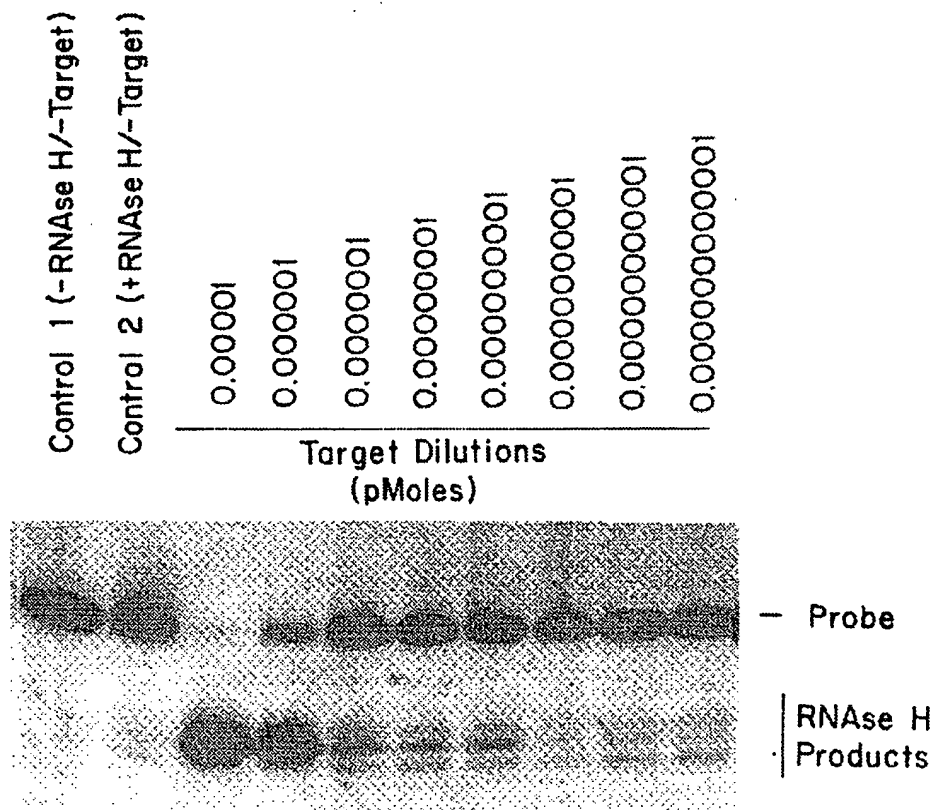 Control 1 (-RNAse H/-Target)
Control 2 (+RNAse H/-Target)
0.00001
0.000001
0.0000001
0.00000001
0.000000001
0.0000000001
0.00000000001
0.000000000001
Target Dilutions
(pMoles)
— Probe
RNAse H
Products